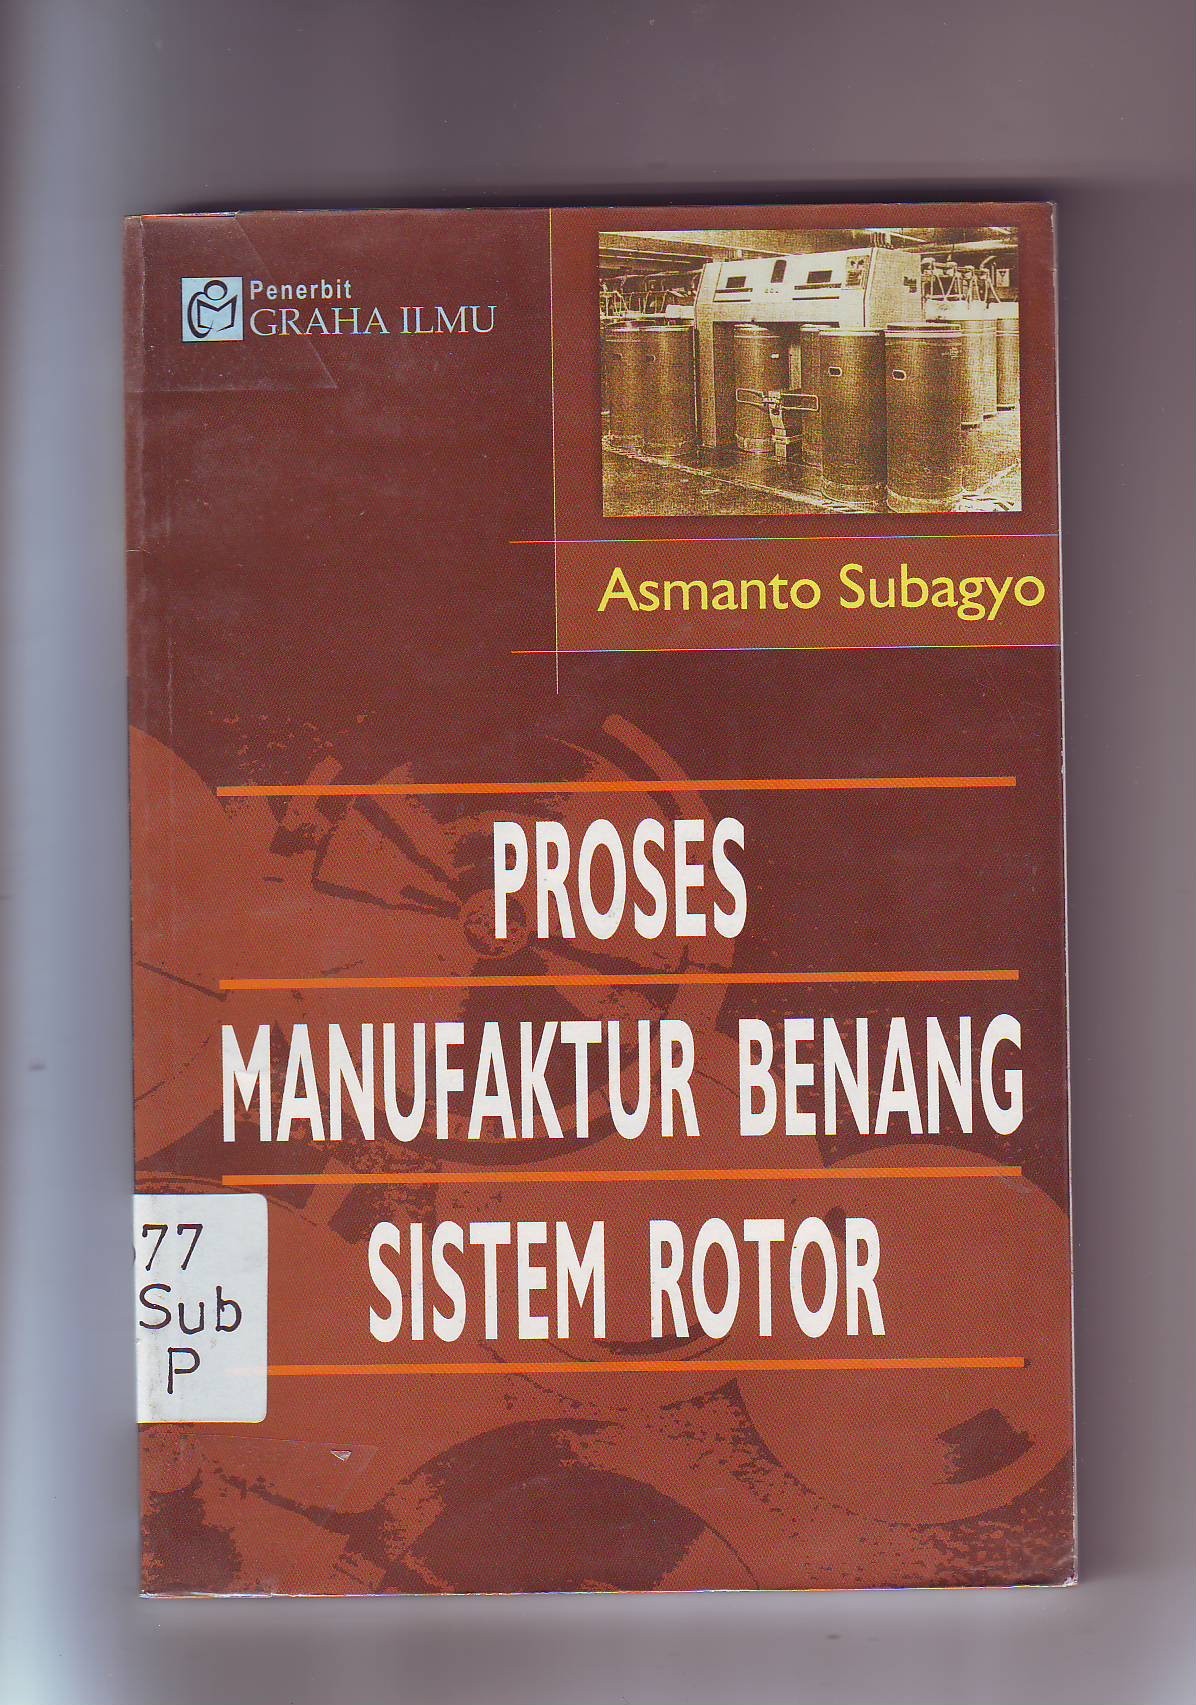 Penerbit
GRAHA ILMU
Asmanto Subagyo
PROSES
MANUFAKTUR BENANG
SISTEM ROTOR
77
Sub
P